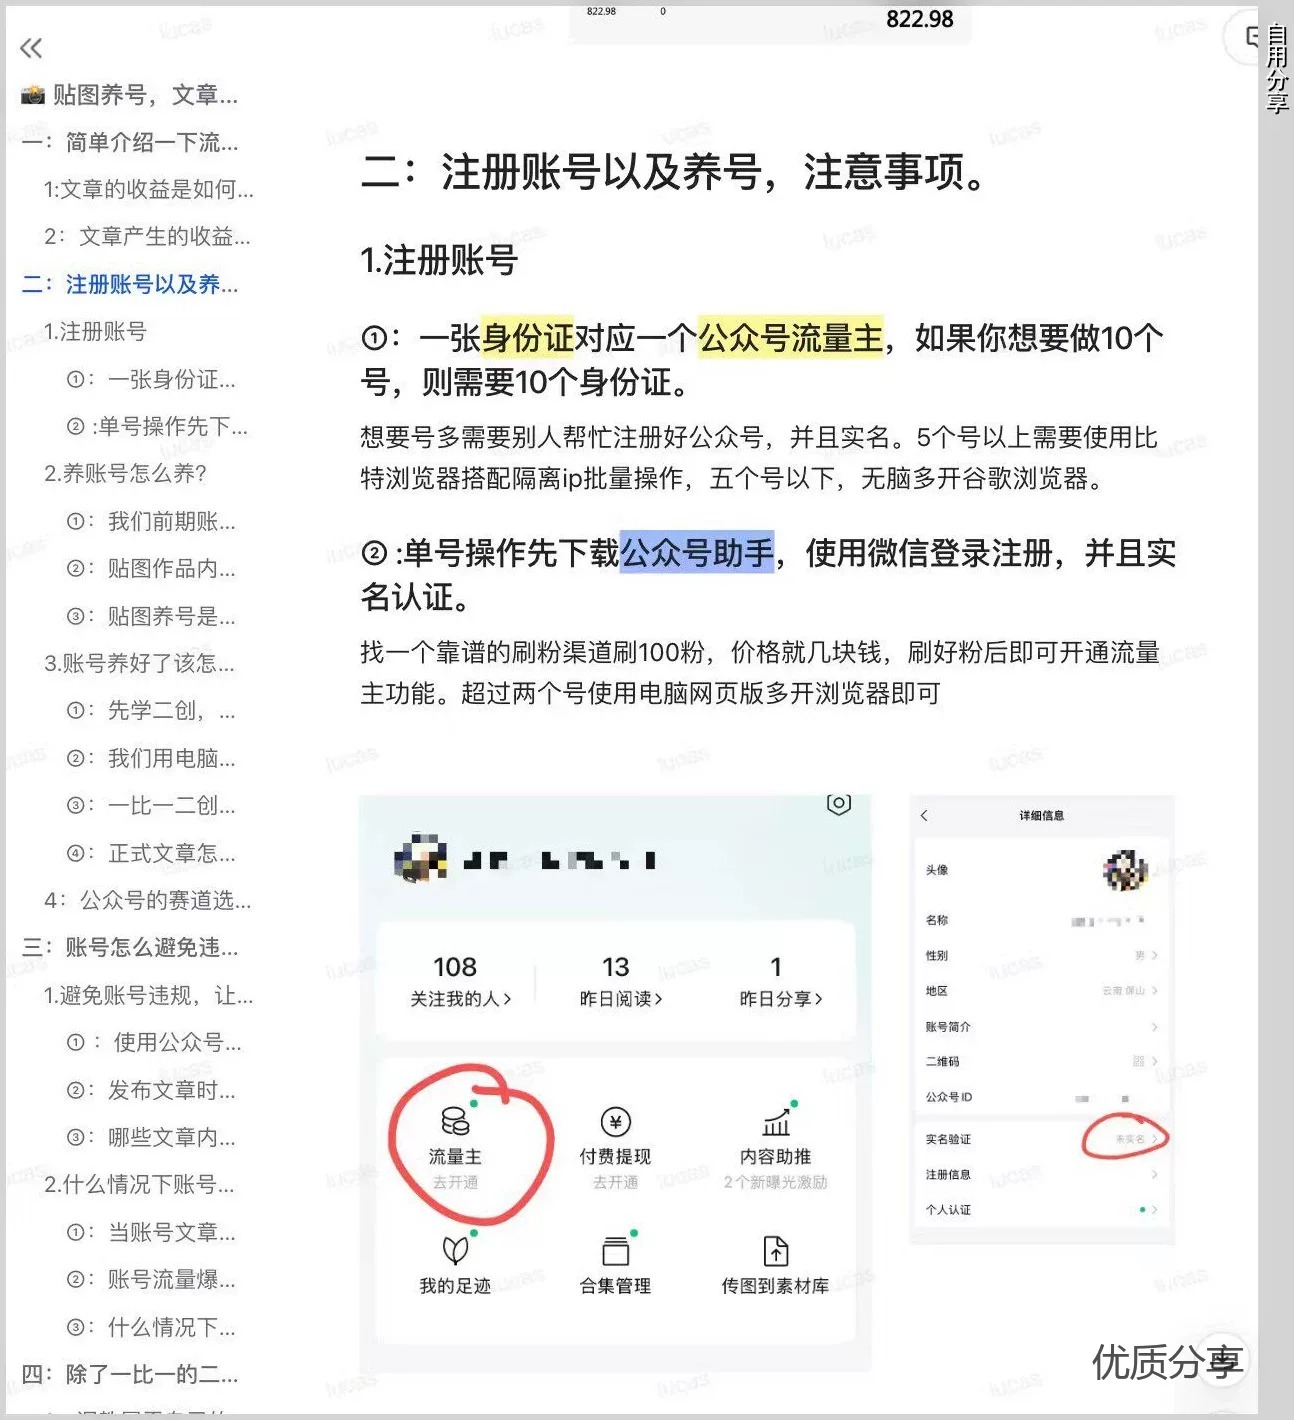 822.98
0
822.98
自用分享
贴图养号，文章...
一：简单介绍一下流...
1:文章的收益是如何...
2：文章产生的收益...
二：注册账号以及养...
1.注册账号
①：一张身份证...
② :单号操作先下...
2.养账号怎么养？
①：我们前期账...
②：贴图作品内...
③：贴图养号是...
3.账号养好了该怎...
①：先学二创，...
②：我们用电脑...
③：一比一二创...
④：正式文章怎...
4：公众号的赛道选...
三：账号怎么避免违...
1.避免账号违规，让...
①：使用公众号...
②：发布文章时...
③：哪些文章内...
2.什么情况下账号...
①：当账号文章...
②：账号流量爆...
③：什么情况下...
四：除了一比一的二...
二：注册账号以及养号，注意事项。
1.注册账号
①：一张身份证对应一个公众号流量主，如果你想要做10个
号，则需要10个身份证。
想要号多需要别人帮忙注册好公众号，并且实名。5个号以上需要使用比
特浏览器搭配隔离ip批量操作，五个号以下，无脑多开谷歌浏览器。
② :单号操作先下载公众号助手，使用微信登录注册，并且实
名认证。
找一个靠谱的刷粉渠道刷100粉，价格就几块钱，刷好粉后即可开通流量
主功能。超过两个号使用电脑网页版多开浏览器即可
108
关注我的人
13
昨日阅读
1
昨日分享
流量主
去开通
付费提现
去开通
内容助推
2个新曝光激励
我的足迹
合集管理
传图到素材库
详细信息
头像
名称
性别 男
地区 云南 保山
账号简介
二维码
公众号ID
实名验证 未实名
注册信息
个人认证
优质分享
lucas